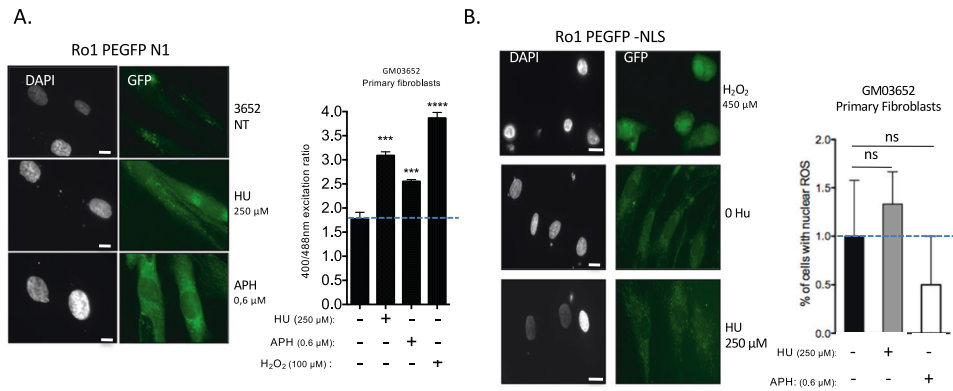 A.
Ro1 PEGFP N1
DAPI
GFP
3652
NT
HU
250 µM
APH
0,6 µM
GM03652
Primary fibroblasts
400/488nm excitation ratio
4.0
3.5
3.0
2.5
2.0
1.5
1.0
0.5
0.0
***
***
****
HU (250 µM): - + - -
APH (0.6 µM): - - + -
H₂O₂ (100 µM) : - - - +
B.
Ro1 PEGFP -NLS
DAPI
GFP
H₂O₂
450 µM
0 Hu
HU
250 µM
GM03652
Primary Fibroblasts
% of cells with nuclear ROS
2.0
1.5
1.0
0.5
0.0
ns
ns
HU (250 µM): - + -
APH: (0.6 µM): - - +